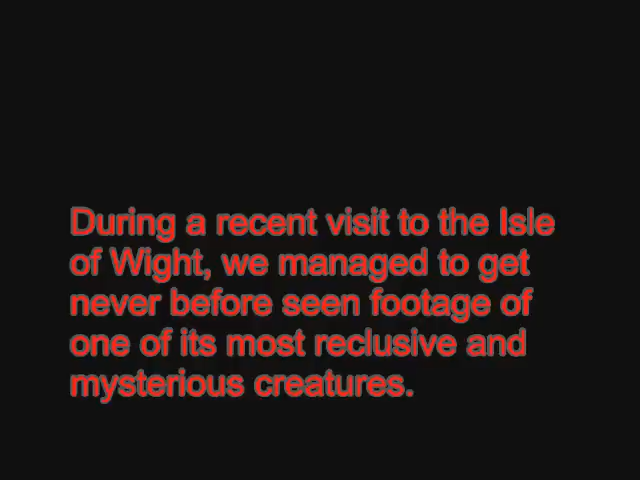 During a recent visit to the Isle
of Wight, we managed to get
never before seen footage of
one of its most reclusive and
mysterious creatures.